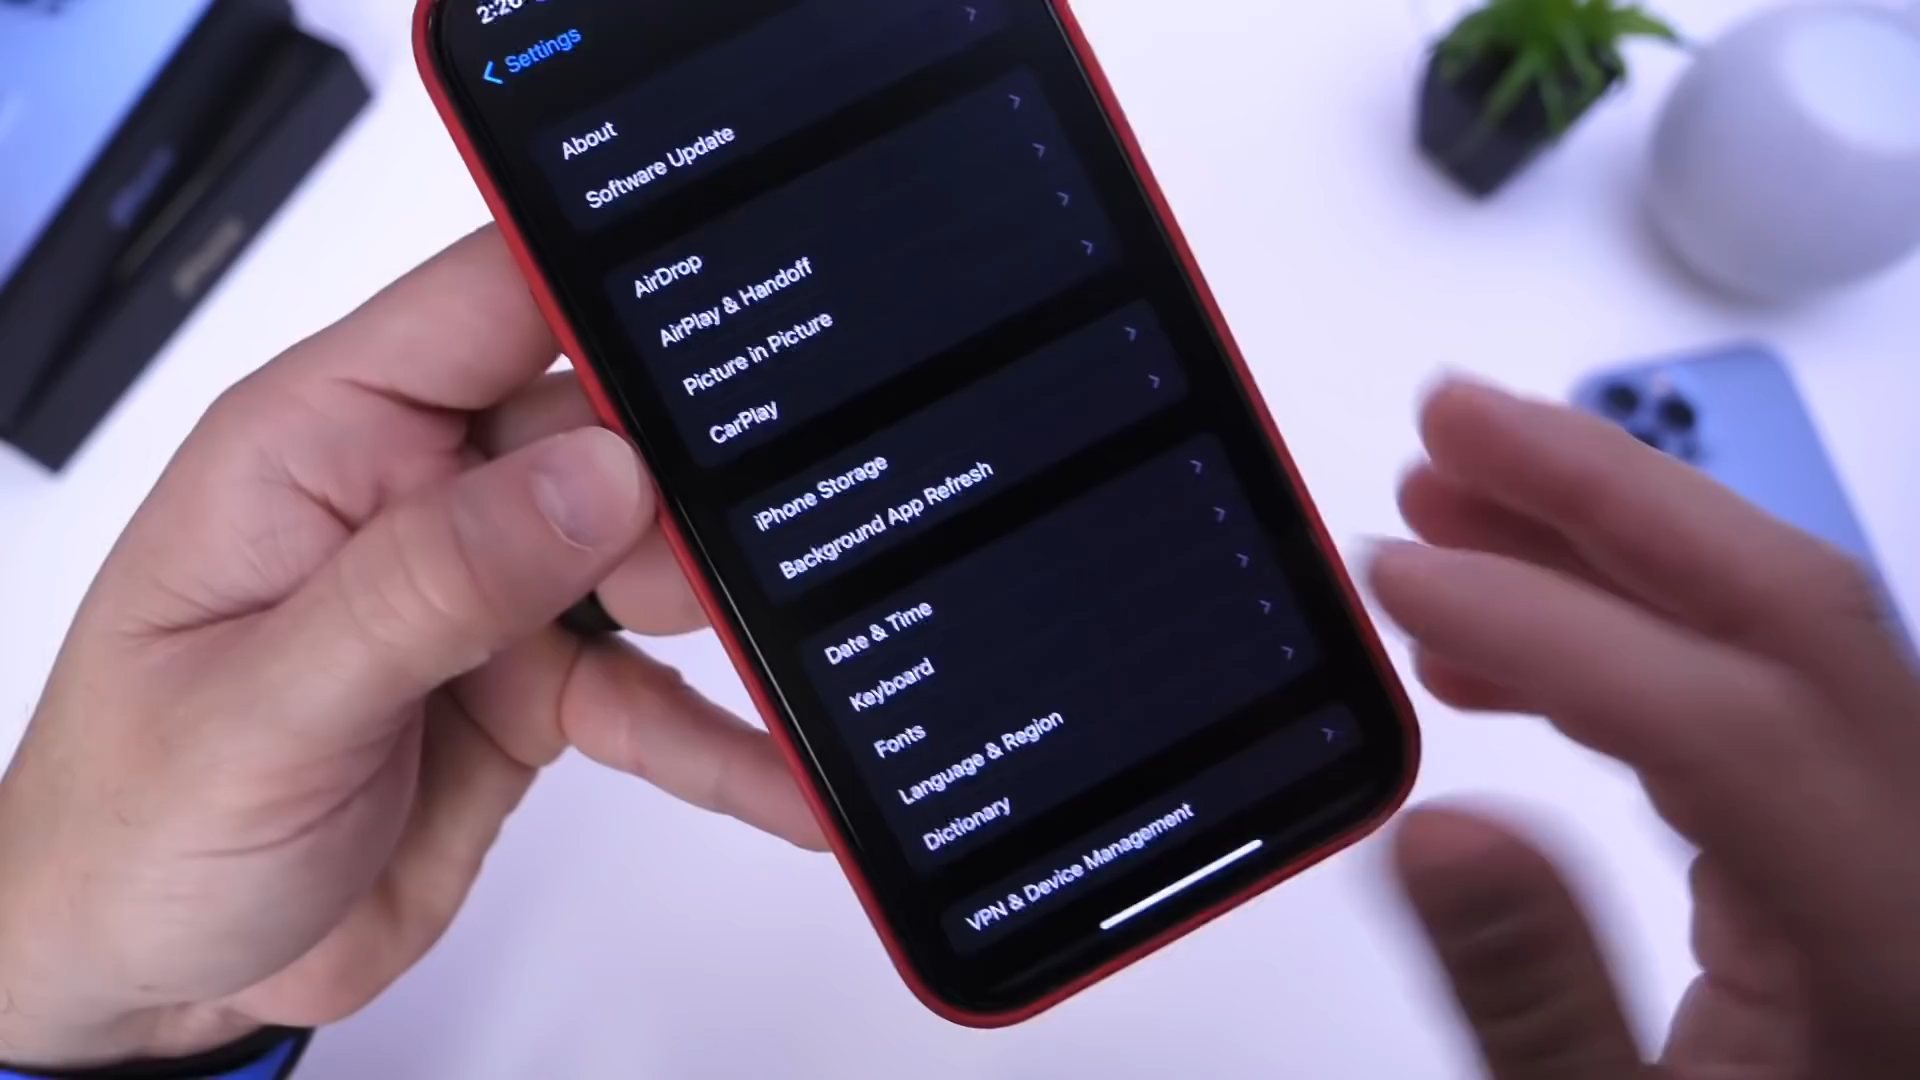 Settings
About
Software Update
AirDrop
AirPlay & Handoff
Picture in Picture
CarPlay
iPhone Storage
Background App Refresh
Date & Time
Keyboard
Fonts
Language & Region
Dictionary
VPN & Device Management